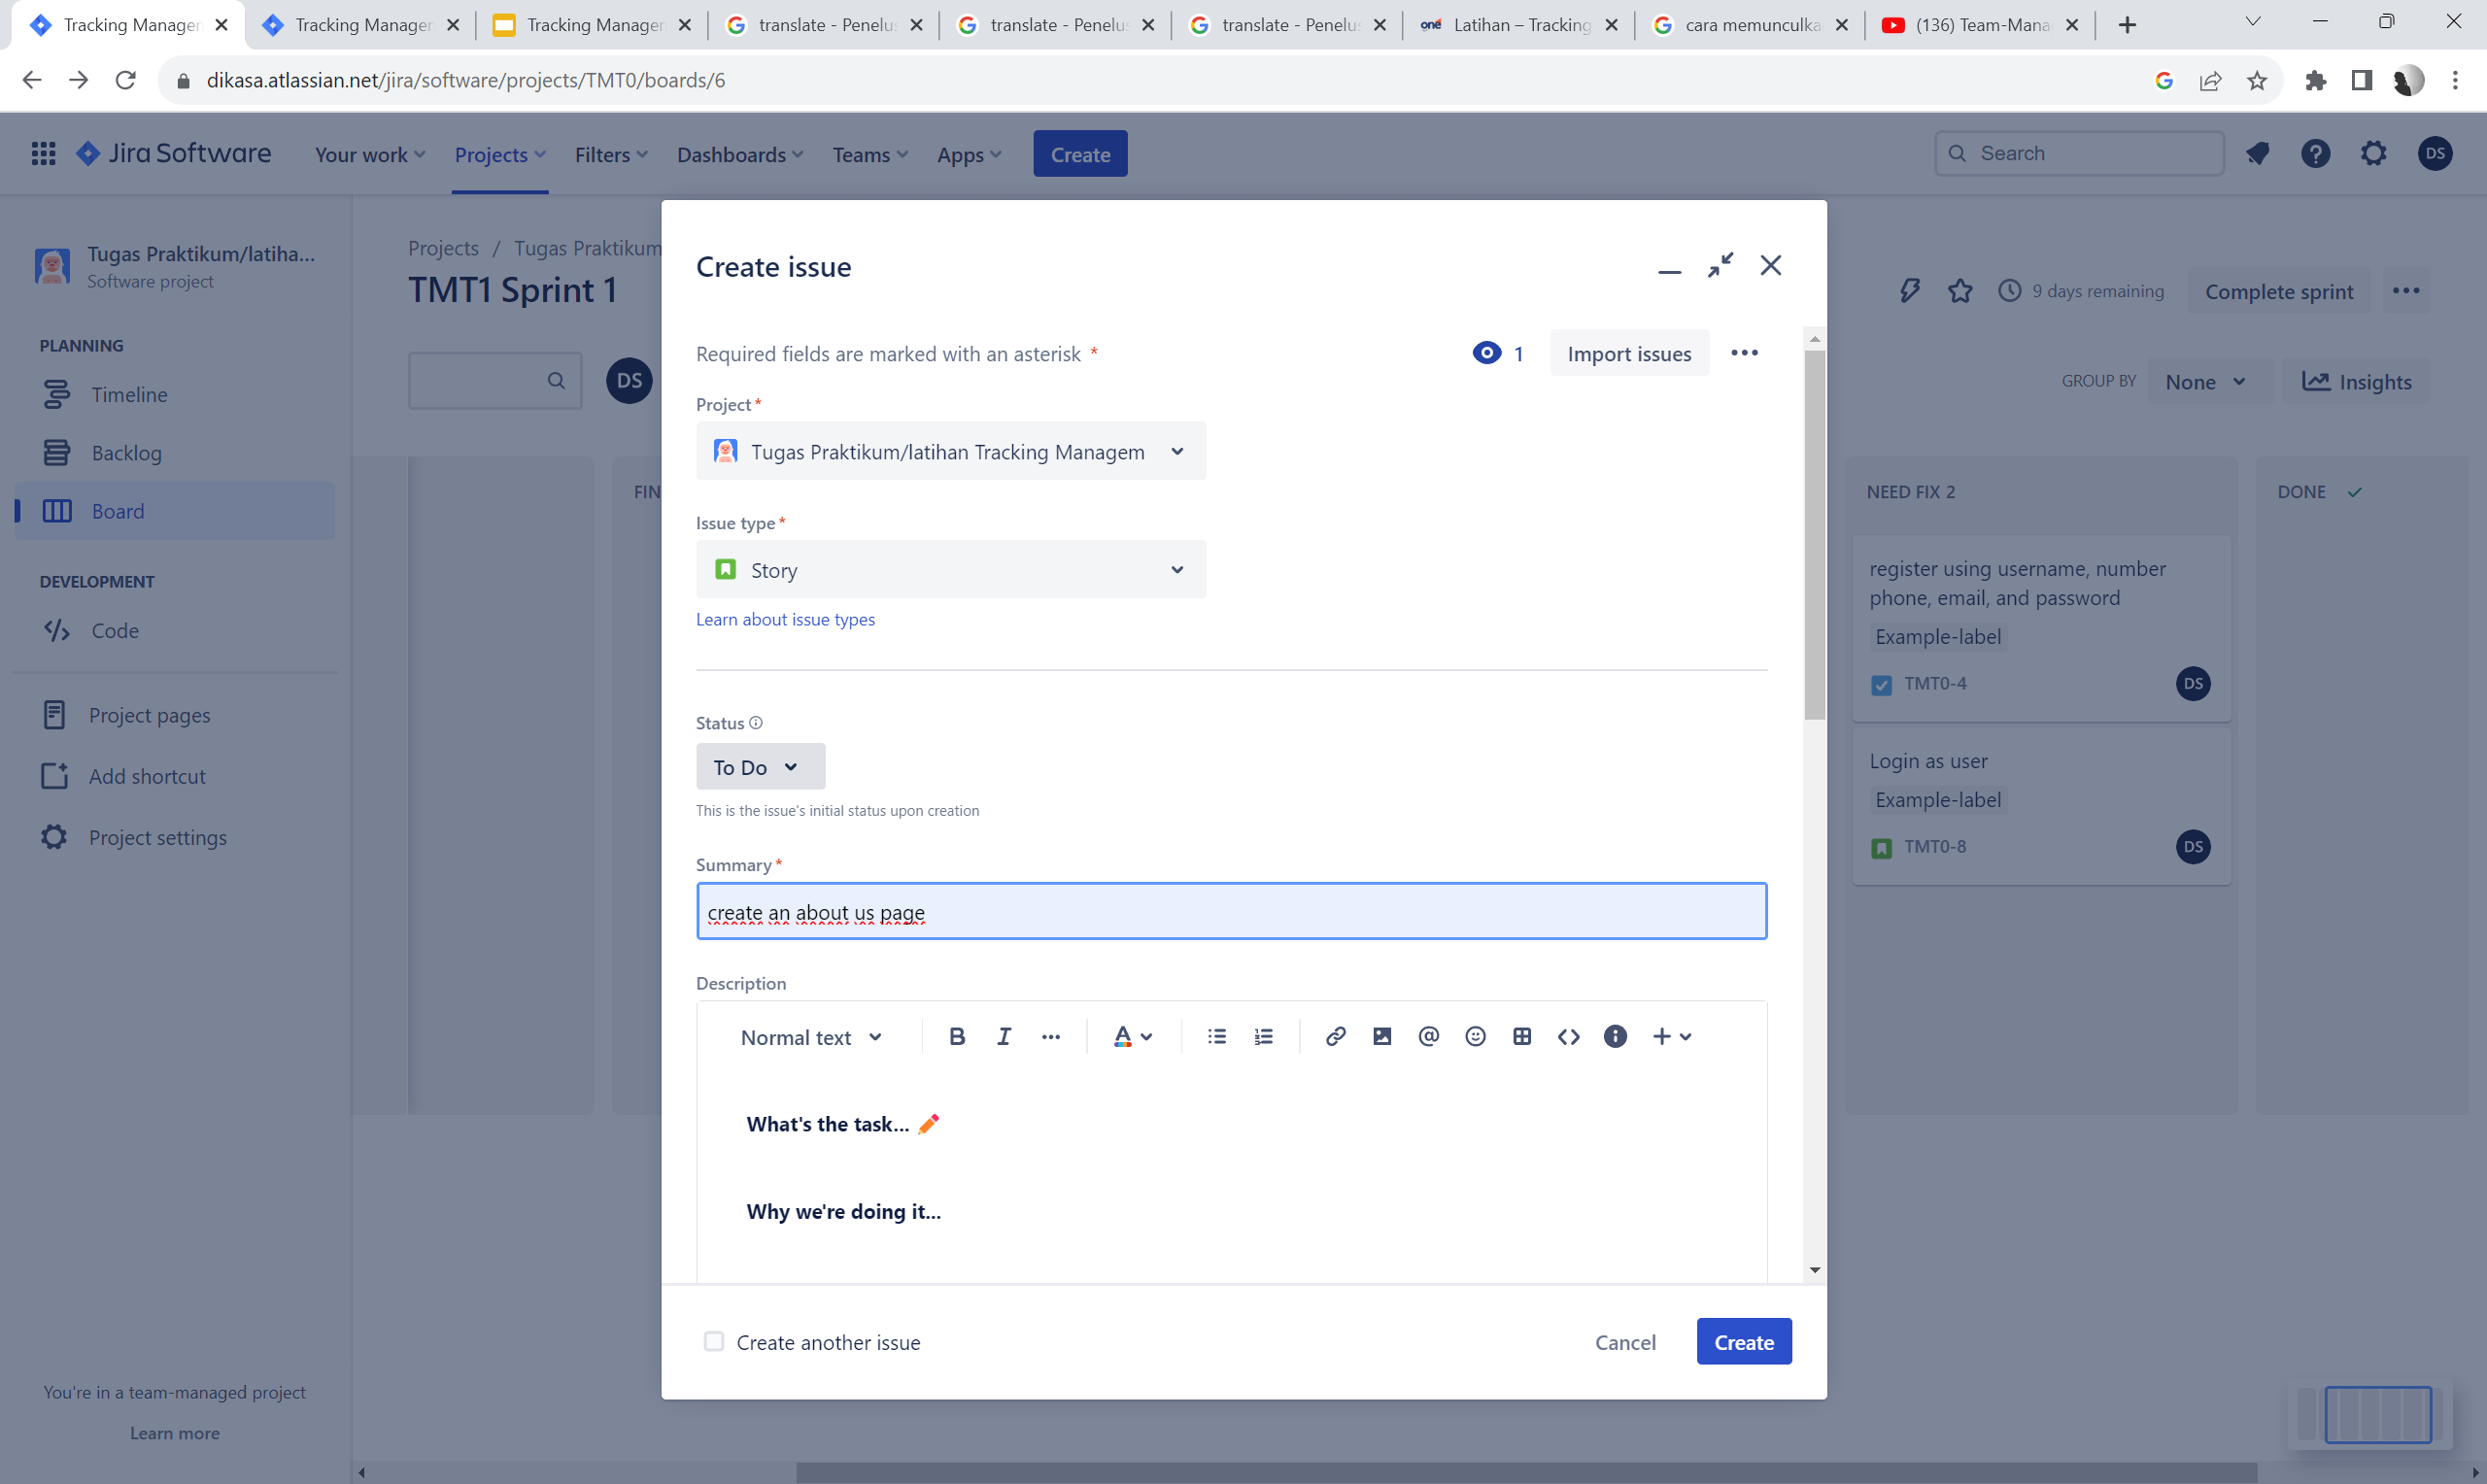 Tracking Manager
Tracking Manager
Tracking Manager
translate - Penelus
translate - Penelus
translate - Penelus
one
Latihan – Tracking
cara memunculka
(136) Team-Mana
dikasa.atlassian.net/jira/software/projects/TMT0/boards/6
Jira Software
Your work
Projects
Filters
Dashboards
Teams
Apps
Create
Search
DS
Tugas Praktikum/latiha...
Software project
PLANNING
Timeline
Backlog
Board
DEVELOPMENT
Code
Project pages
Add shortcut
Project settings
You're in a team-managed project
Learn more
Projects / Tugas Praktikum
TMT1 Sprint 1
DS
FIN
9 days remaining
Complete sprint
GROUP BY
None
Insights
NEED FIX 2
register using username, number
phone, email, and password
Example-label
TMT0-4
DS
Login as user
Example-label
TMT0-8
DS
DONE
Create issue
Required fields are marked with an asterisk *
1
Import issues
Project *
Tugas Praktikum/latihan Tracking Managem
Issue type *
Story
Learn about issue types
Status
To Do
This is the issue's initial status upon creation
Summary *
create an about us page
Description
Normal text
B I
A
What's the task...
Why we're doing it...
Create another issue
Cancel
Create